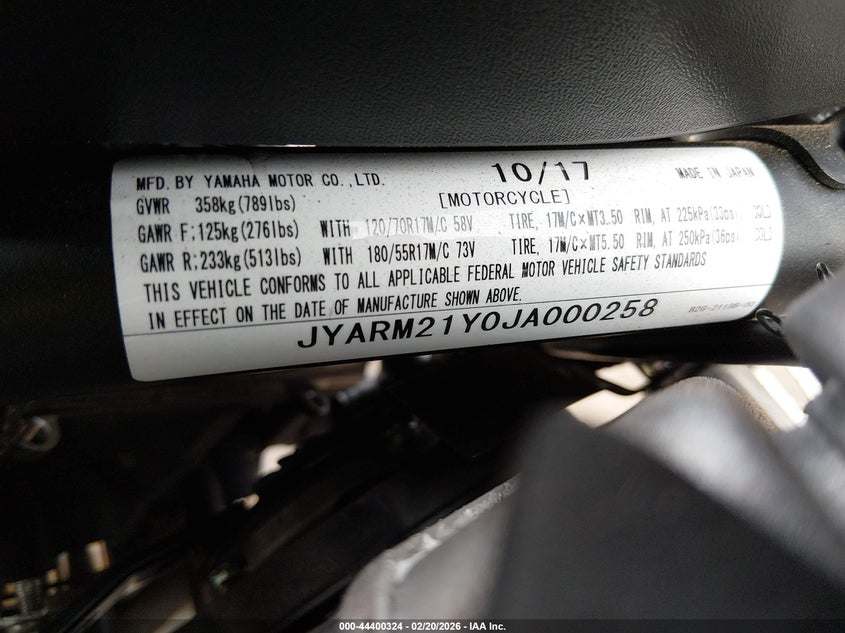 MFD. BY YAMAHA MOTOR CO.,LTD. 10/17 MADE IN JAPAN
GVWR 358kg(789lbs) [MOTORCYCLE]
GAWR F:125kg(276lbs) WITH 120/70R17M/C 58V TIRE, 17M/C×MT3.50 RIM, AT 225kPa(33psi)
GAWR R:233kg(513lbs) WITH 180/55R17M/C 73V TIRE, 17M/C×MT5.50 RIM, AT 250kPa(36psi)
THIS VEHICLE CONFORMS TO ALL APPLICABLE FEDERAL MOTOR VEHICLE SAFETY STANDARDS
IN EFFECT ON THE DATE OF MANUFACTURE SHOWN ABOVE.
JYARM21Y0JA000258
000-44400324 | 02/20/2026 – IAA Inc.